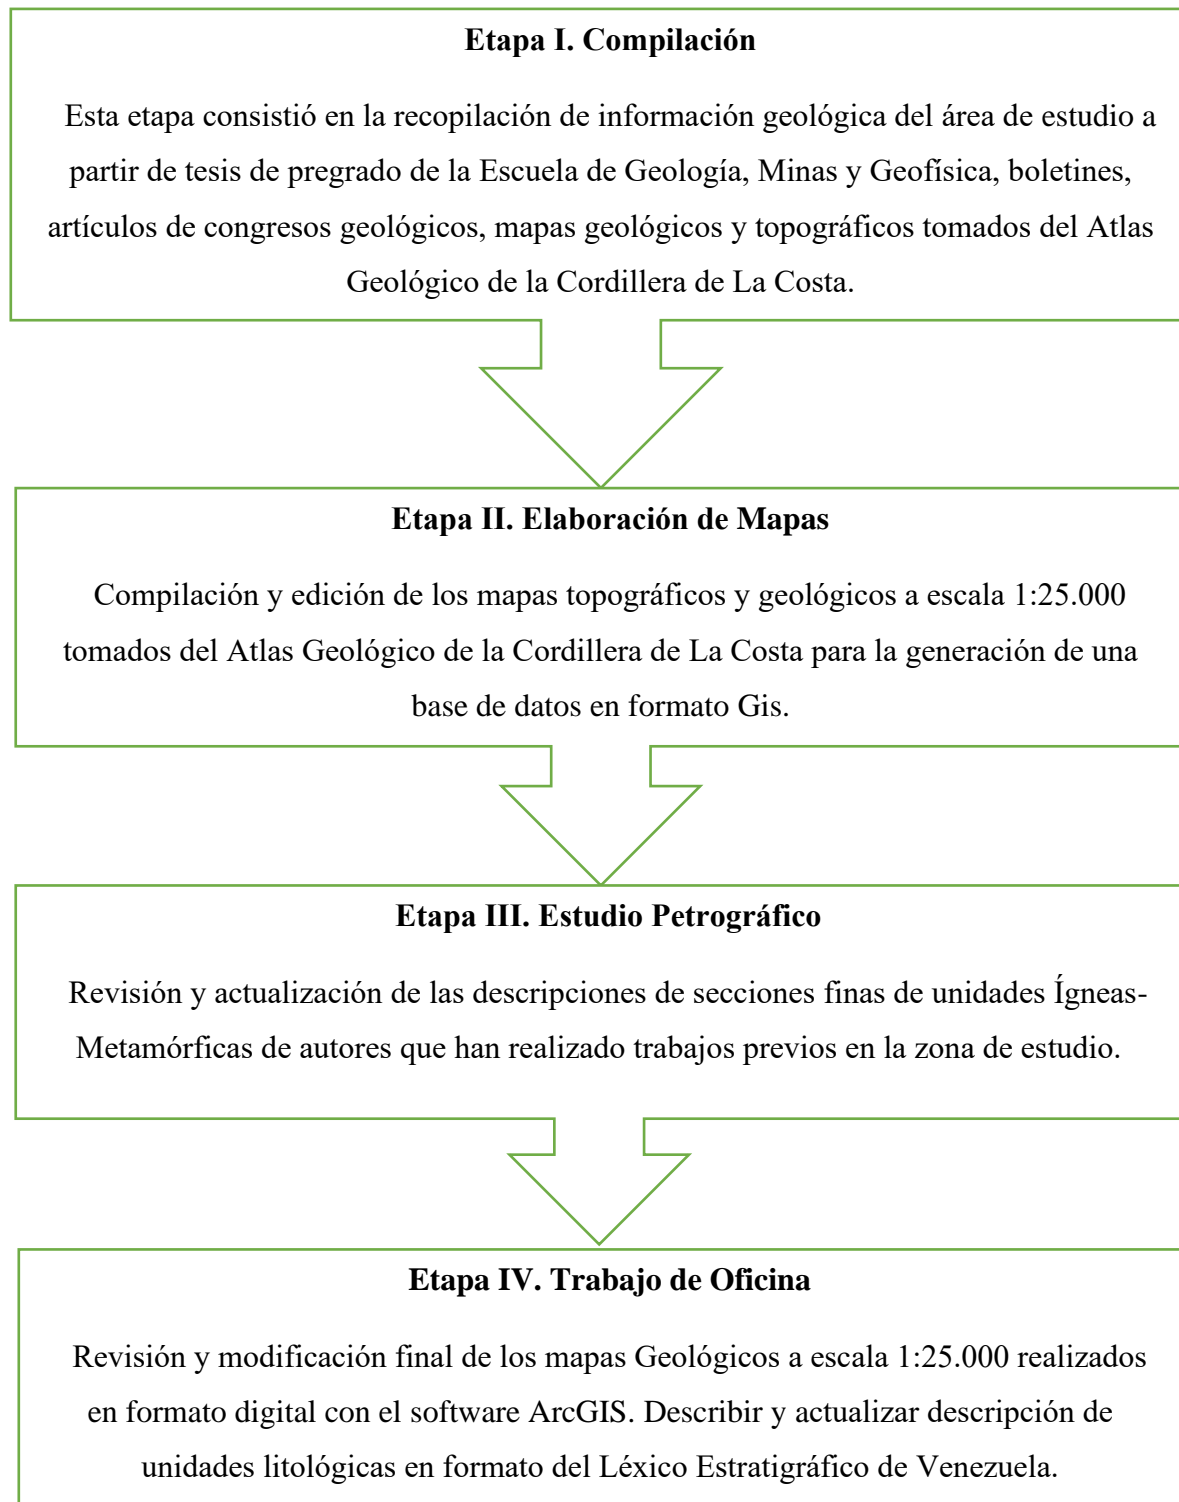 Etapa I. Compilación
Esta etapa consistió en la recopilación de información geológica del área de estudio a
partir de tesis de pregrado de la Escuela de Geología, Minas y Geofísica, boletines,
artículos de congresos geológicos, mapas geológicos y topográficos tomados del Atlas
Geológico de la Cordillera de La Costa.
Etapa II. Elaboración de Mapas
Compilación y edición de los mapas topográficos y geológicos a escala 1:25.000
tomados del Atlas Geológico de la Cordillera de La Costa para la generación de una
base de datos en formato Gis.
Etapa III. Estudio Petrográfico
Revisión y actualización de las descripciones de secciones finas de unidades Ígneas-
Metamórficas de autores que han realizado trabajos previos en la zona de estudio.
Etapa IV. Trabajo de Oficina
Revisión y modificación final de los mapas Geológicos a escala 1:25.000 realizados
en formato digital con el software ArcGIS. Describir y actualizar descripción de
unidades litológicas en formato del Léxico Estratigráfico de Venezuela.